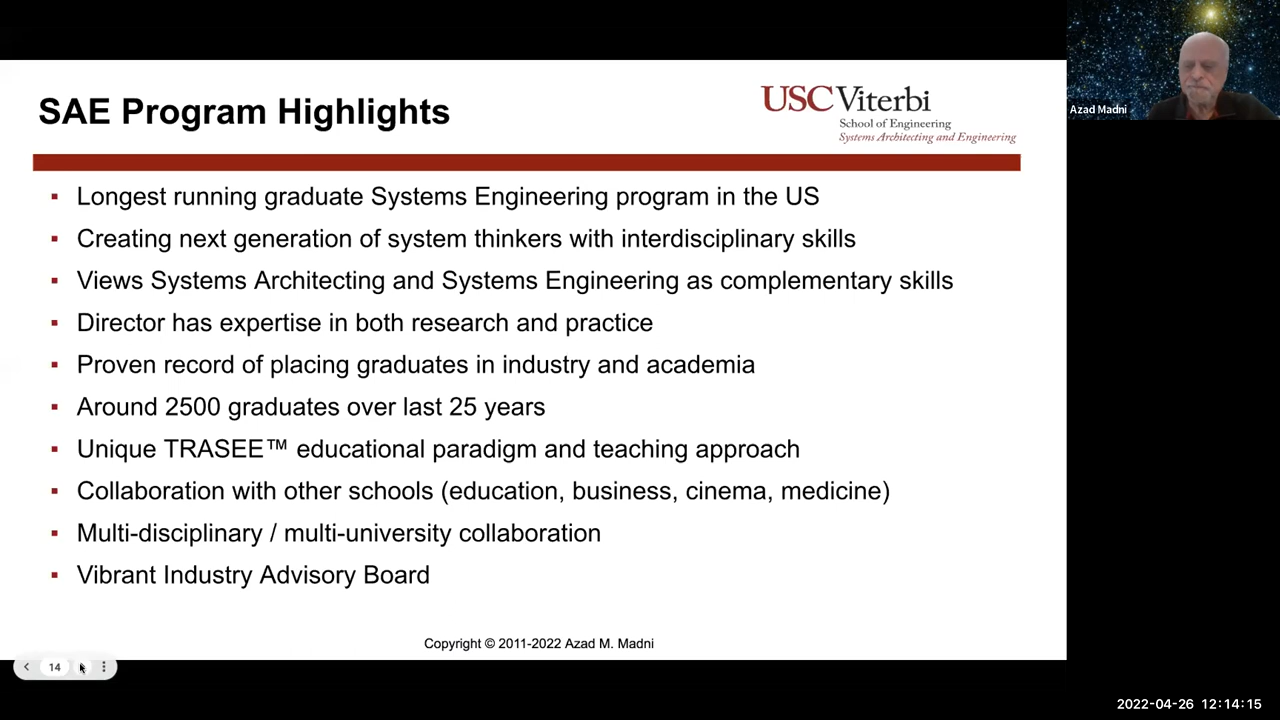 SAE Program Highlights
USC Viterbi
School of Engineering
Systems Architecting and Engineering
Azad Madni
▪ Longest running graduate Systems Engineering program in the US
▪ Creating next generation of system thinkers with interdisciplinary skills
▪ Views Systems Architecting and Systems Engineering as complementary skills
▪ Director has expertise in both research and practice
▪ Proven record of placing graduates in industry and academia
▪ Around 2500 graduates over last 25 years
▪ Unique TRASEE™ educational paradigm and teaching approach
▪ Collaboration with other schools (education, business, cinema, medicine)
▪ Multi-disciplinary / multi-university collaboration
▪ Vibrant Industry Advisory Board
Copyright © 2011-2022 Azad M. Madni
14
2022-04-26 12:14:15